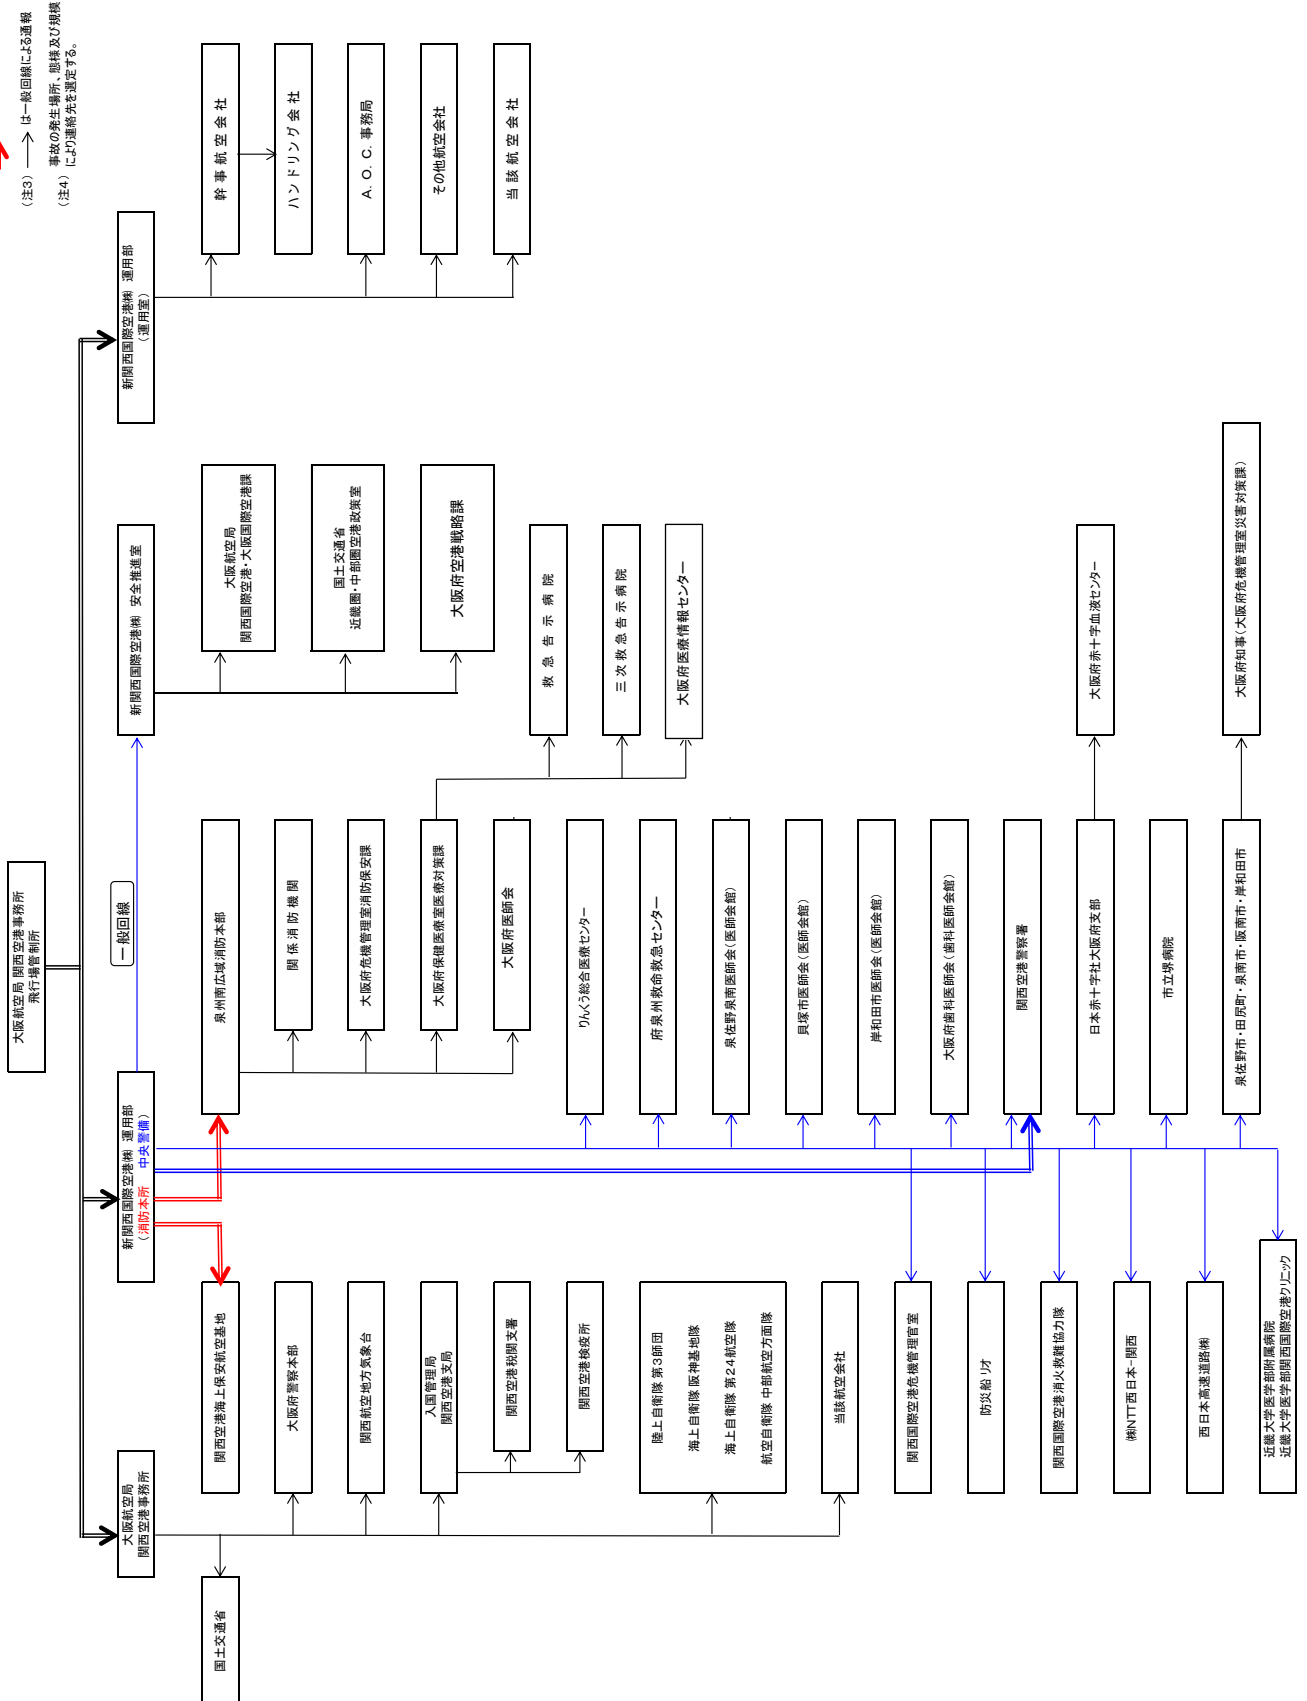 （注3） ―→ は一般回線による通報
（注4） 事故の発生場所、態様及び規模
により連絡先を選定する。
大阪航空局 関西空港事務所
飛行場管制所
一般回線
大阪航空局
関西空港事務所
新関西国際空港㈱ 運用部
（消防本所 中央警備）
新関西国際空港㈱ 安全推進室
新関西国際空港㈱ 運用部
（運用室）
国土交通省
関西空港海上保安航空基地
大阪府警察本部
関西航空地方気象台
入国管理局
関西空港支局
関西空港税関支署
関西空港検疫所
陸上自衛隊 第3師団
海上自衛隊 阪神基地隊
海上自衛隊 第24航空隊
航空自衛隊 中部航空方面隊
当該航空会社
関西国際空港危機管理官室
防災船 リオ
関西国際空港消火救難協力隊
㈱NTT西日本−関西
西日本高速道路㈱
近畿大学医学部附属病院
近畿大学医学部関西国際空港クリニック
泉州南広域消防本部
関係消防機関
大阪府危機管理室消防保安課
大阪府保健医療室医療対策課
大阪府医師会
りんくう総合医療センター
府泉州救命救急センター
泉佐野泉南医師会（医師会館）
貝塚市医師会（医師会館）
岸和田市医師会（医師会館）
大阪府歯科医師会（歯科医師会館）
関西空港警察署
日本赤十字社大阪府支部
市立堺病院
泉佐野市・田尻町・泉南市・阪南市・岸和田市
大阪航空局
関西国際空港・大阪国際空港課
国土交通省
近畿圏・中部圏空港政策室
大阪府空港戦略課
救急告示病院
三次救急告示病院
大阪府医療情報センター
大阪府赤十字血液センター
大阪府知事（大阪府危機管理室災害対策課）
幹事航空会社
ハンドリング会社
A. O. C. 事務局
その他航空会社
当該航空会社